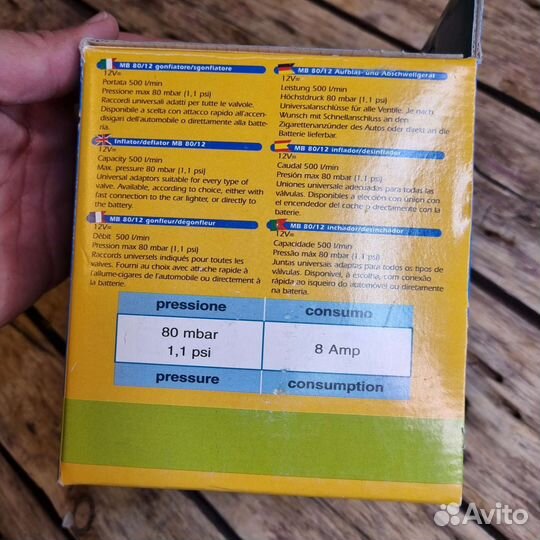 MB 80/12 gonfiatore/sgonfiatore
12V=
Portata 500 l/min
Pressione max 80 mbar (1,1 psi)
Raccordi universali adatti per tutte le valvole.
Disponibile a scelta con attacco rapido all'accen-
disigari dell'automobile o direttamente alla batte-
ria.
Inflator/deflator MB 80/12
12V=
Capacity 500 l/min
Max. pressure 80 mbar (1,1 psi)
Universal adaptors suitable for every type of
valve. Available, according to choice, either with
fast connection to the car lighter, or directly to
the battery.
MB 80/12 gonfleur/dégonfleur
12V=
Débit 500 l/min
Pression max 80 mbar (1,1 psi)
Raccords universels indiqués pour toutes les
valves. Fourni au choix avec attache rapide à
l'allume-cigares de l'automobile ou directement à
la batterie.
MB 80/12 Aufblas- und Abschwellgerat
12V=
Leistung 500 l/min
Höchstdruck 80 mbar (1,1 psi)
Universalanschlüsse für alle Ventile. Je nach
Wunsch mit Schnellanschluss an den
Zigarettenanzünder des Autos oder direkt an die
Batterie lieferbar.
MB 80/12 inflador/desinflador
12V=
Caudal 500 l/min
Presión max 80 mbar (1,1 psi)
Uniones universale adecuadas para todas las
válvulas. Disponibles a elección con unión con
el encendedor del coche o directamente con la
baterie.
MB 80/12 inchador/desinchador
12V=
Capacidade 500 l/min
Pressão máx 80 mbar (1,1 psi)
Juntas universais adaptas para todos os tipos de
válvulas. Disponível, à escolha, com conexão
rápida ao isqueiro do automóvel ou diretamente
na bateria.
pressione consumo
80 mbar
1,1 psi
8 Amp
pressure consumption
Avito